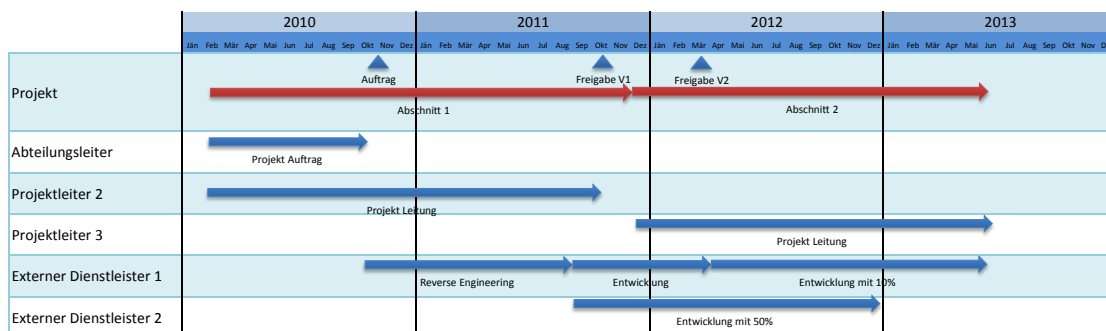 2010 2011 2012 2013
Jän Feb Mär Apr Mai Jun Jul Aug Sep Okt Nov Dez Jän Feb Mär Apr Mai Jun Jul Aug Sep Okt Nov Dez Jän Feb Mär Apr Mai Jun Jul Aug Sep Okt Nov Dez Jän Feb Mär Apr Mai Jun Jul Aug Sep Okt Nov D
Auftrag Freigabe V1 Freigabe V2
Projekt
Abschnitt 1 Abschnitt 2
Abteilungsleiter
Projekt Auftrag
Projektleiter 2
Projekt Leitung
Projektleiter 3
Projekt Leitung
Externer Dienstleister 1
Reverse Engineering Entwicklung Entwicklung mit 10%
Externer Dienstleister 2
Entwicklung mit 50%